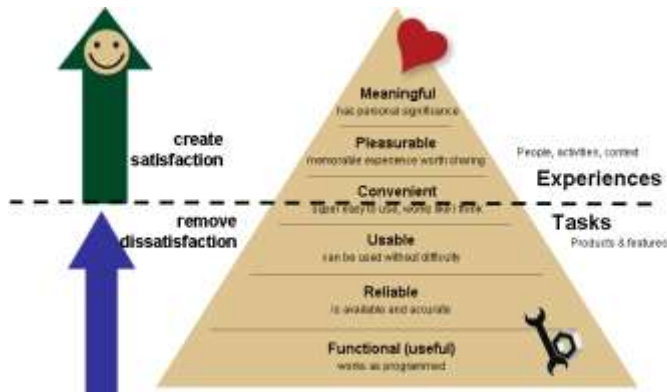 Meaningful
has personal significance
Pleasurable
memorable experience worth sharing
create
satisfaction
People, activities, context
Experiences
Convenient
super easy to use, works like I think
remove
dissatisfaction
Tasks
Products & features
Usable
can be used without difficulty
Reliable
Is available and accurate
Functional (useful)
works as programmed